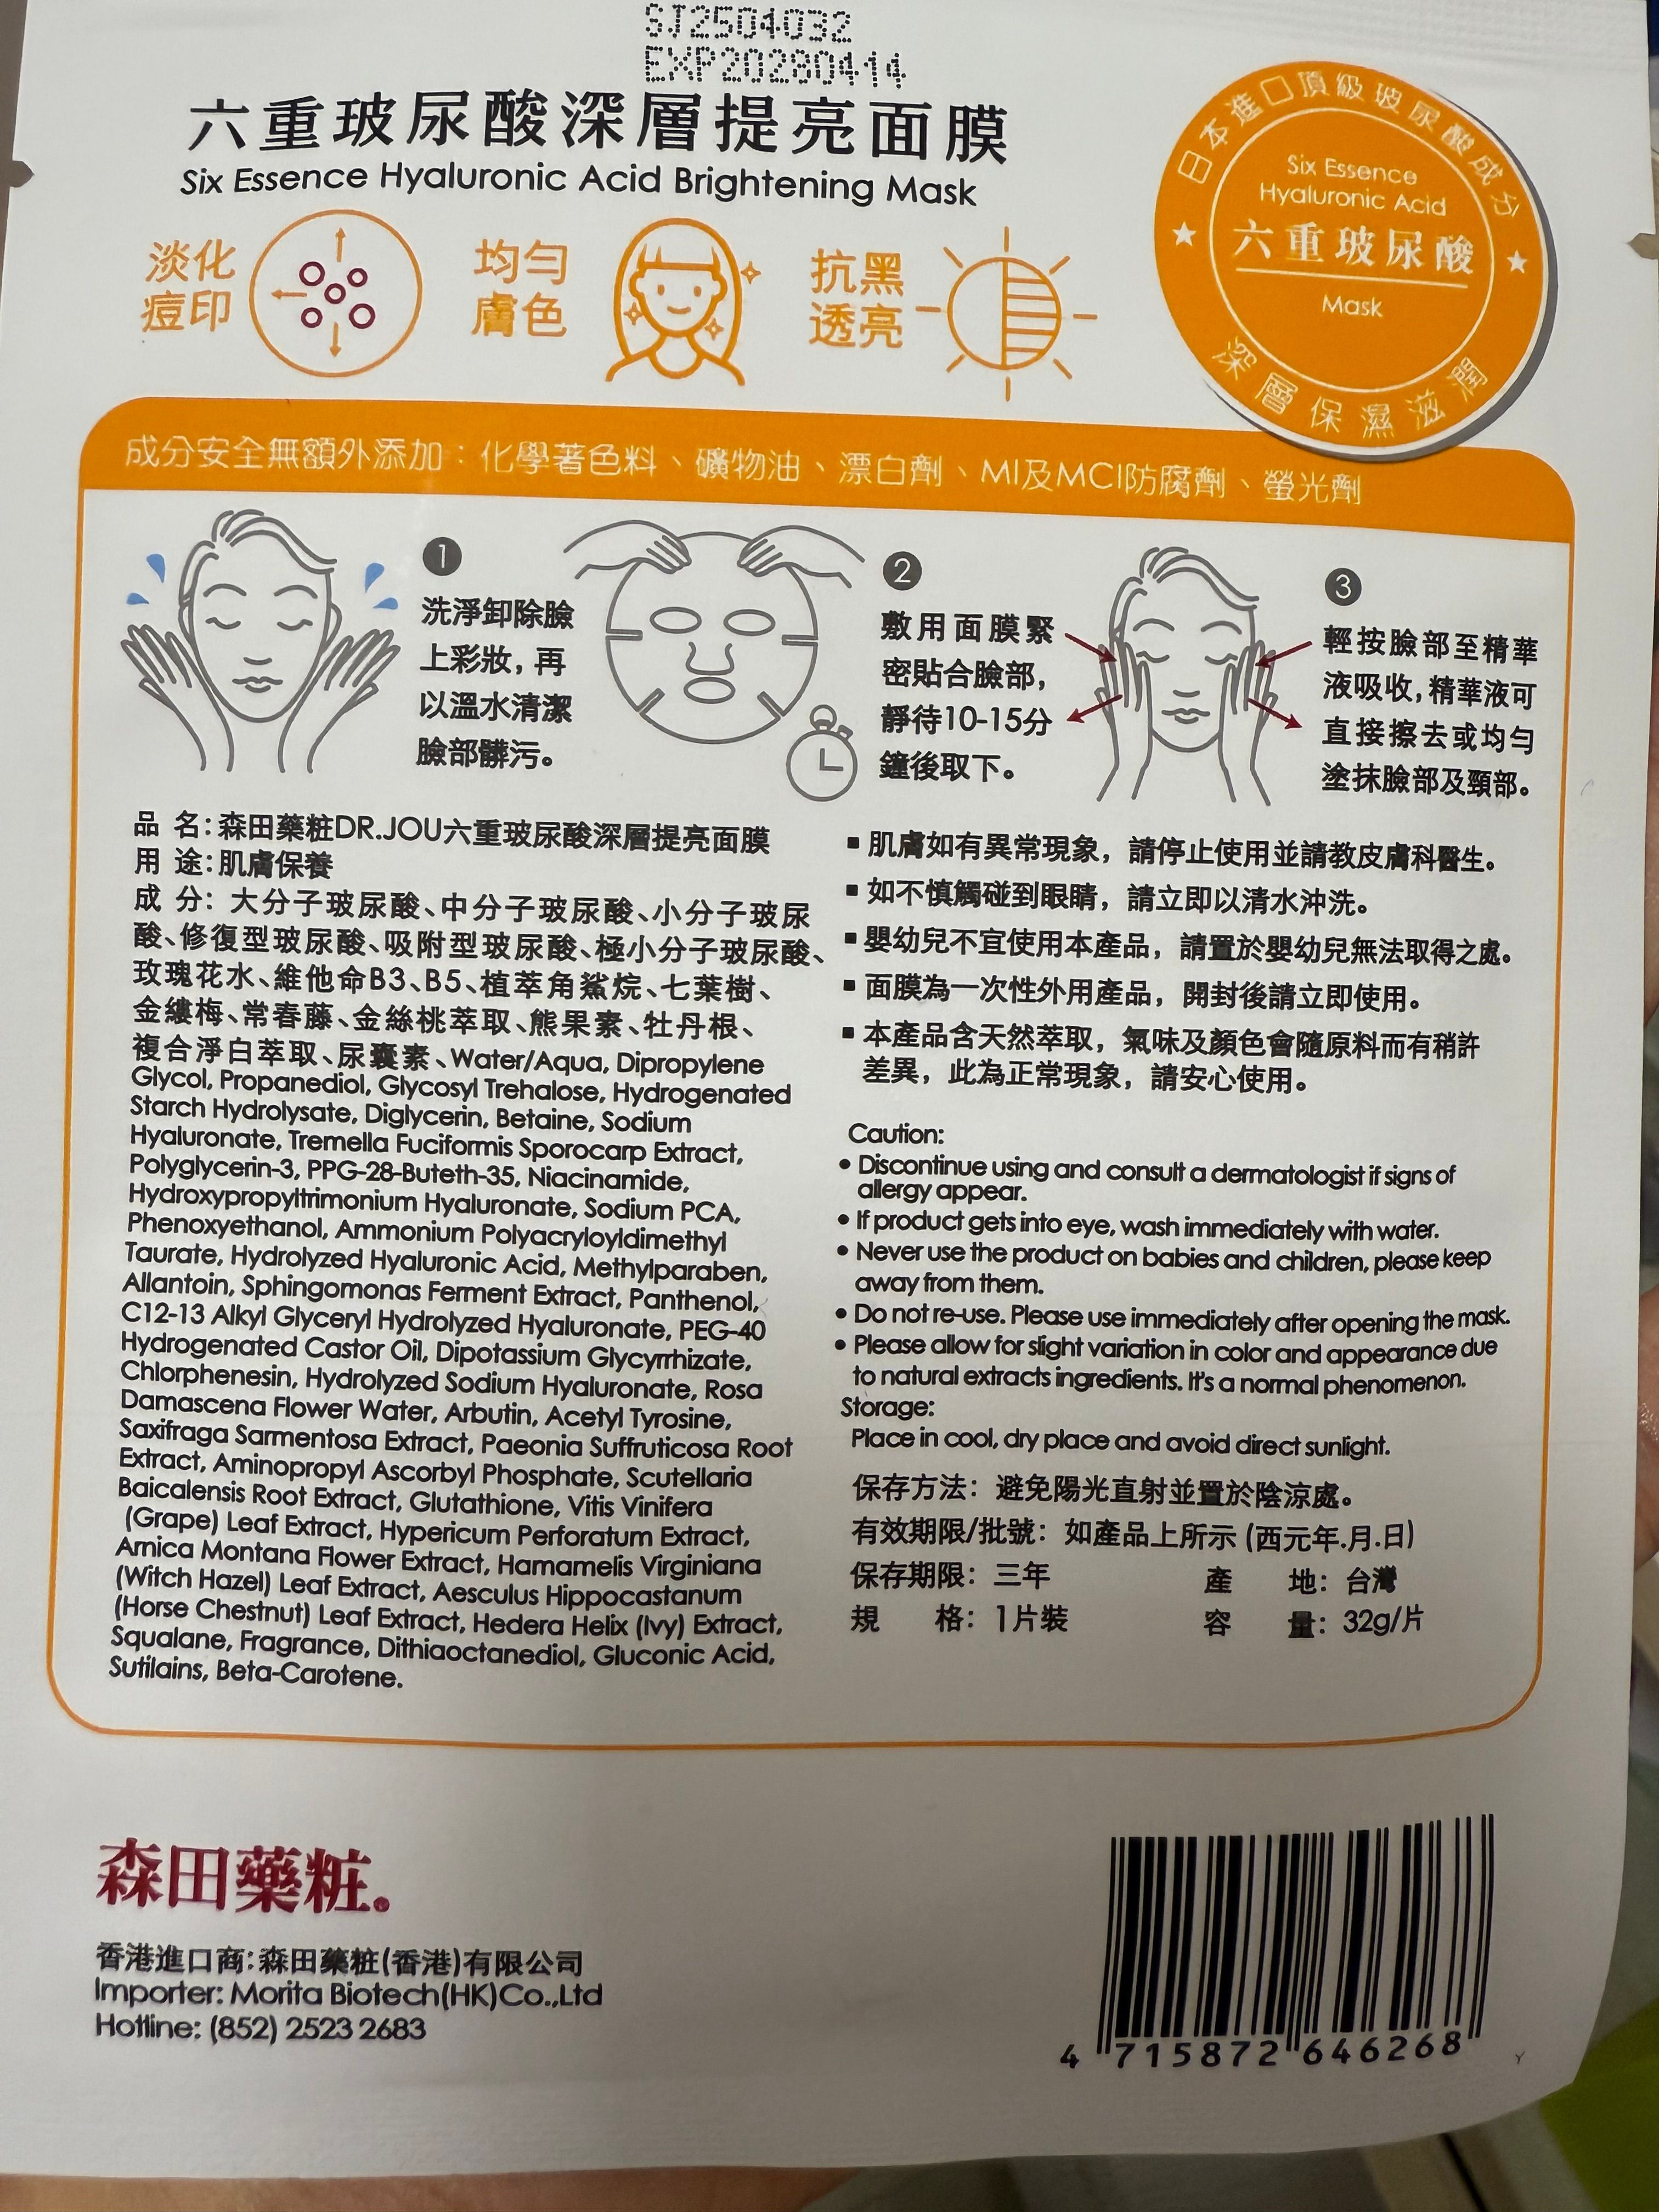 SJ2504032
EXP20280414
六重玻尿酸深層提亮面膜
Six Essence Hyaluronic Acid Brightening Mask
淡化
痘印
均勻
膚色
抗黑
透亮
日本進口頂級玻尿酸成分
Six Essence
Hyaluronic Acid
六重玻尿酸
Mask
深層保濕滋潤
成分安全無額外添加：化學著色料、礦物油、漂白劑、MI及MCI防腐劑、螢光劑
1
洗淨卸除臉
上彩妝，再
以溫水清潔
臉部髒污。
2
敷用面膜緊
密貼合臉部，
靜待10-15分
鐘後取下。
3
輕按臉部至精華
液吸收，精華液可
直接擦去或均勻
塗抹臉部及頸部。
品 名：森田藥粧DR.JOU六重玻尿酸深層提亮面膜
用 途：肌膚保養
成 分：大分子玻尿酸、中分子玻尿酸、小分子玻尿
酸、修復型玻尿酸、吸附型玻尿酸、極小分子玻尿酸、
玫瑰花水、維他命B3、B5、植萃角鯊烷、七葉樹、
金縷梅、常春藤、金絲桃萃取、熊果素、牡丹根、
複合淨白萃取、尿囊素、Water/Aqua, Dipropylene
Glycol, Propanediol, Glycosyl Trehalose, Hydrogenated
Starch Hydrolysate, Diglycerin, Betaine, Sodium
Hyaluronate, Tremella Fuciformis Sporocarp Extract,
Polyglycerin-3, PPG-28-Buteth-35, Niacinamide,
Hydroxypropyltrimonium Hyaluronate, Sodium PCA,
Phenoxyethanol, Ammonium Polyacryloyldimethyl
Taurate, Hydrolyzed Hyaluronic Acid, Methylparaben,
Allantoin, Sphingomonas Ferment Extract, Panthenol,
C12-13 Alkyl Glyceryl Hydrolyzed Hyaluronate, PEG-40
Hydrogenated Castor Oil, Dipotassium Glycyrrhizate,
Chlorphenesin, Hydrolyzed Sodium Hyaluronate, Rosa
Damascena Flower Water, Arbutin, Acetyl Tyrosine,
Saxifraga Sarmentosa Extract, Paeonia Suffruticosa Root
Extract, Aminopropyl Ascorbyl Phosphate, Scutellaria
Baicalensis Root Extract, Glutathione, Vitis Vinifera
(Grape) Leaf Extract, Hypericum Perforatum Extract,
Arnica Montana Flower Extract, Hamamelis Virginiana
(Witch Hazel) Leaf Extract, Aesculus Hippocastanum
(Horse Chestnut) Leaf Extract, Hedera Helix (Ivy) Extract,
Squalane, Fragrance, Dithiaoctanediol, Gluconic Acid,
Sutilains, Beta-Carotene.
▪ 肌膚如有異常現象，請停止使用並請教皮膚科醫生。
▪ 如不慎觸碰到眼睛，請立即以清水沖洗。
▪ 嬰幼兒不宜使用本產品，請置於嬰幼兒無法取得之處。
▪ 面膜為一次性外用產品，開封後請立即使用。
▪ 本產品含天然萃取，氣味及顏色會隨原料而有稍許
差異，此為正常現象，請安心使用。
Caution:
• Discontinue using and consult a dermatologist if signs of
allergy appear.
• If product gets into eye, wash immediately with water.
• Never use the product on babies and children, please keep
away from them.
• Do not re-use. Please use immediately after opening the mask.
• Please allow for slight variation in color and appearance due
to natural extracts ingredients. It's a normal phenomenon.
Storage:
Place in cool, dry place and avoid direct sunlight.
保存方法：避免陽光直射並置於陰涼處。
有效期限/批號：如產品上所示 (西元年.月.日)
保存期限：三年 產 地：台灣
規 格：1片裝 容 量：32g/片
森田藥粧
香港進口商：森田藥粧(香港)有限公司
Importer: Morita Biotech(HK)Co.,Ltd
Hotline: (852) 2523 2683
4 715872 646268